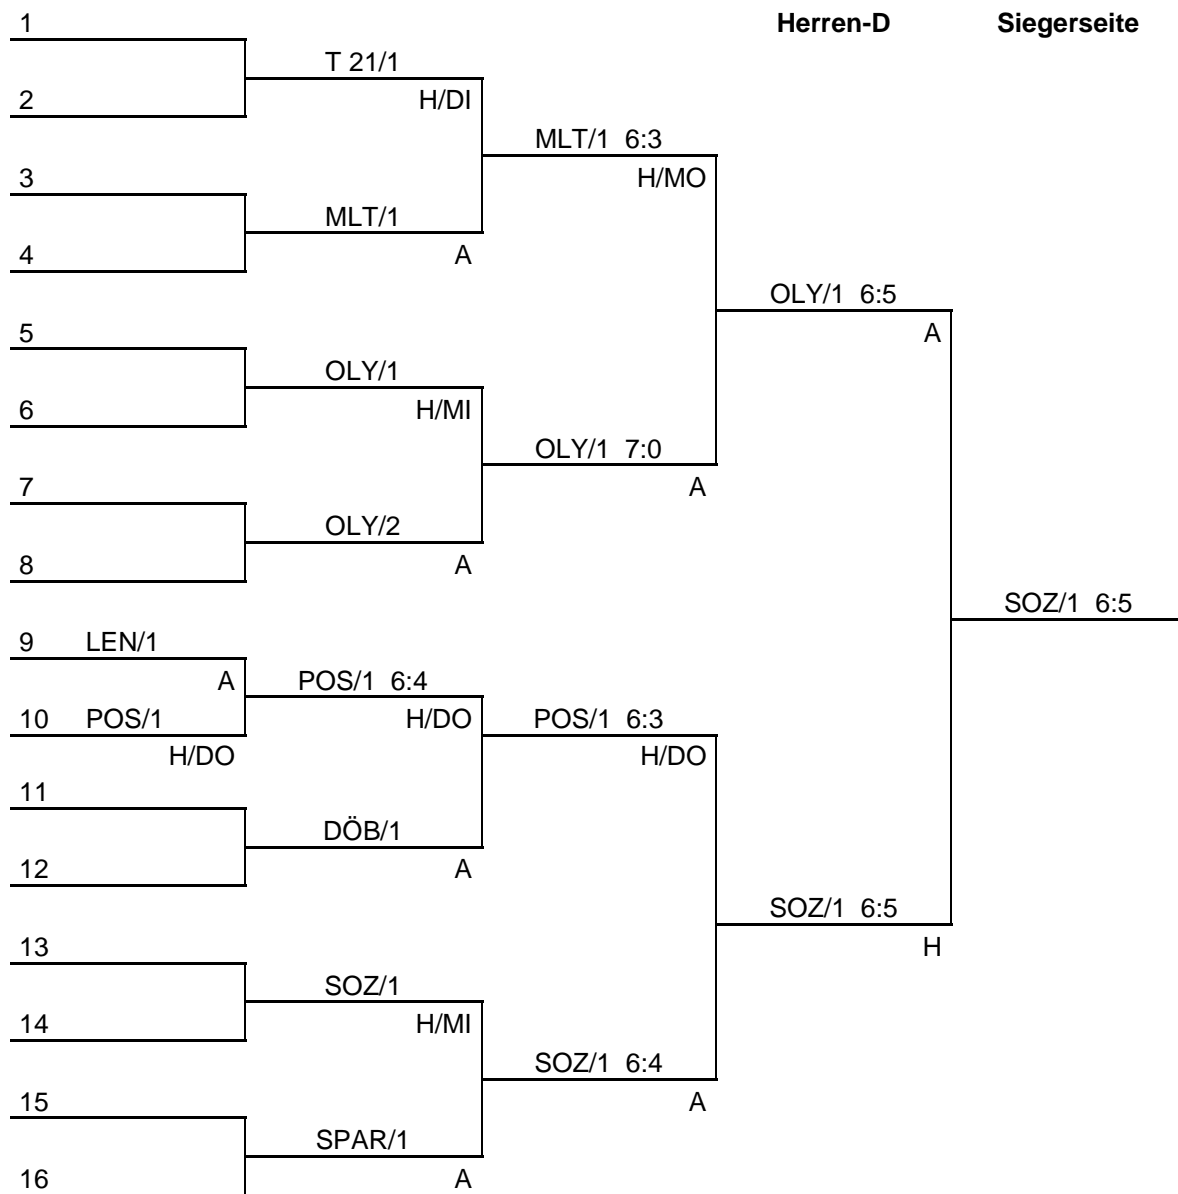 1 Herren-D Siegerseite
T 21/1
2 H/DI
MLT/1 6:3
3 H/MO
MLT/1
4 A
OLY/1 6:5
5 A
OLY/1
6 H/MI
OLY/1 7:0
7 A
OLY/2
8 A
SOZ/1 6:5
9 LEN/1
A POS/1 6:4
10 POS/1 H/DO POS/1 6:3
H/DO H/DO
11
DÖB/1
12 A
SOZ/1 6:5
13 H
SOZ/1
14 H/MI
SOZ/1 6:4
15 A
SPAR/1
16 A